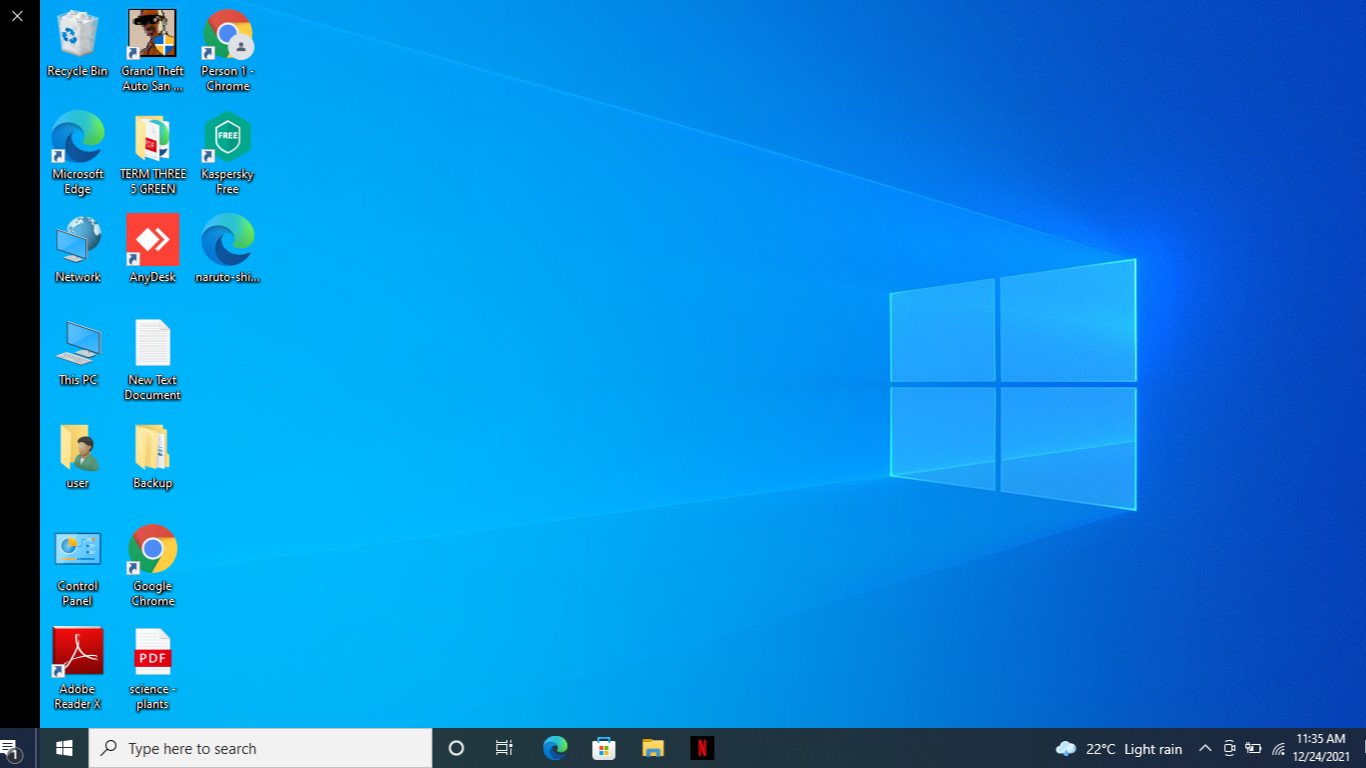 Recycle Bin
Grand Theft
Auto San ...
Person 1 -
Chrome
Microsoft
Edge
PDF
TERM THREE
5 GREEN
FREE
Kaspersky
Free
Network
AnyDesk
naruto-shi...
This PC
New Text
Document
user
Backup
Control
Panel
Google
Chrome
Adobe
Reader X
PDF
science -
plants
1
Type here to search
N
22°C Light rain
11:35 AM
12/24/2021